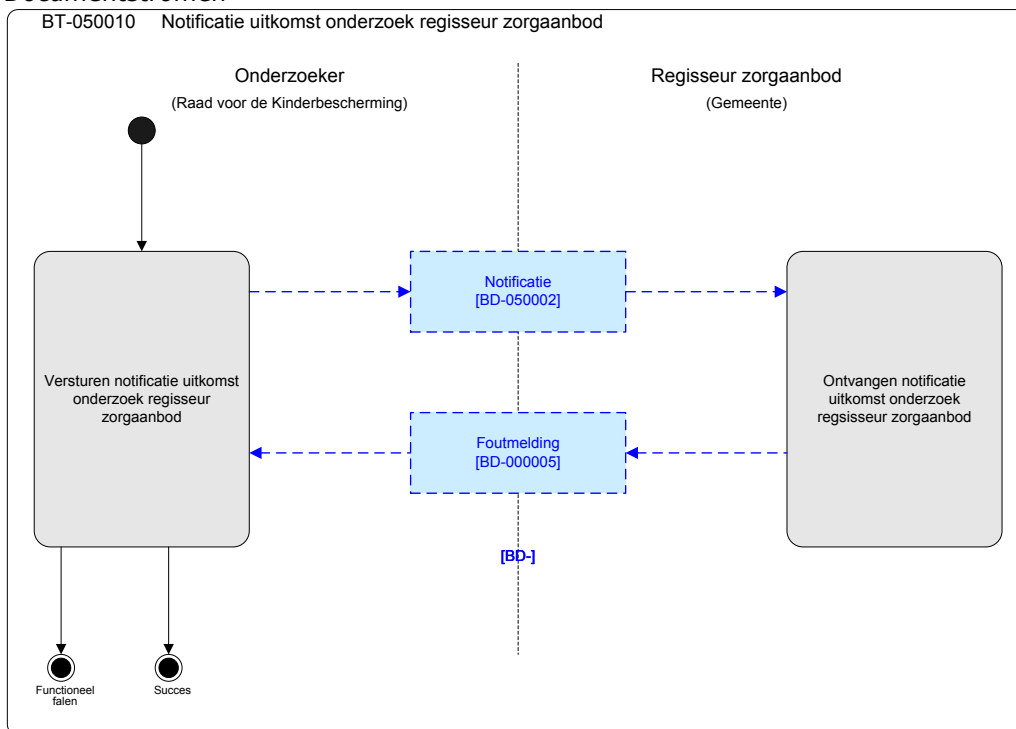 Documentstromen
BT-050010 Notificatie uitkomst onderzoek regisseur zorgaanbod
Onderzoeker
(Raad voor de Kinderbescherming)
Regisseur zorgaanbod
(Gemeente)
Notificatie
[BD-050002]
Versturen notificatie uitkomst
onderzoek regisseur
zorgaanbod
Ontvangen notificatie
uitkomst onderzoek
regsisseur zorgaanbod
Foutmelding
[BD-000005]
[BD-]
Functioneel
falen
Succes